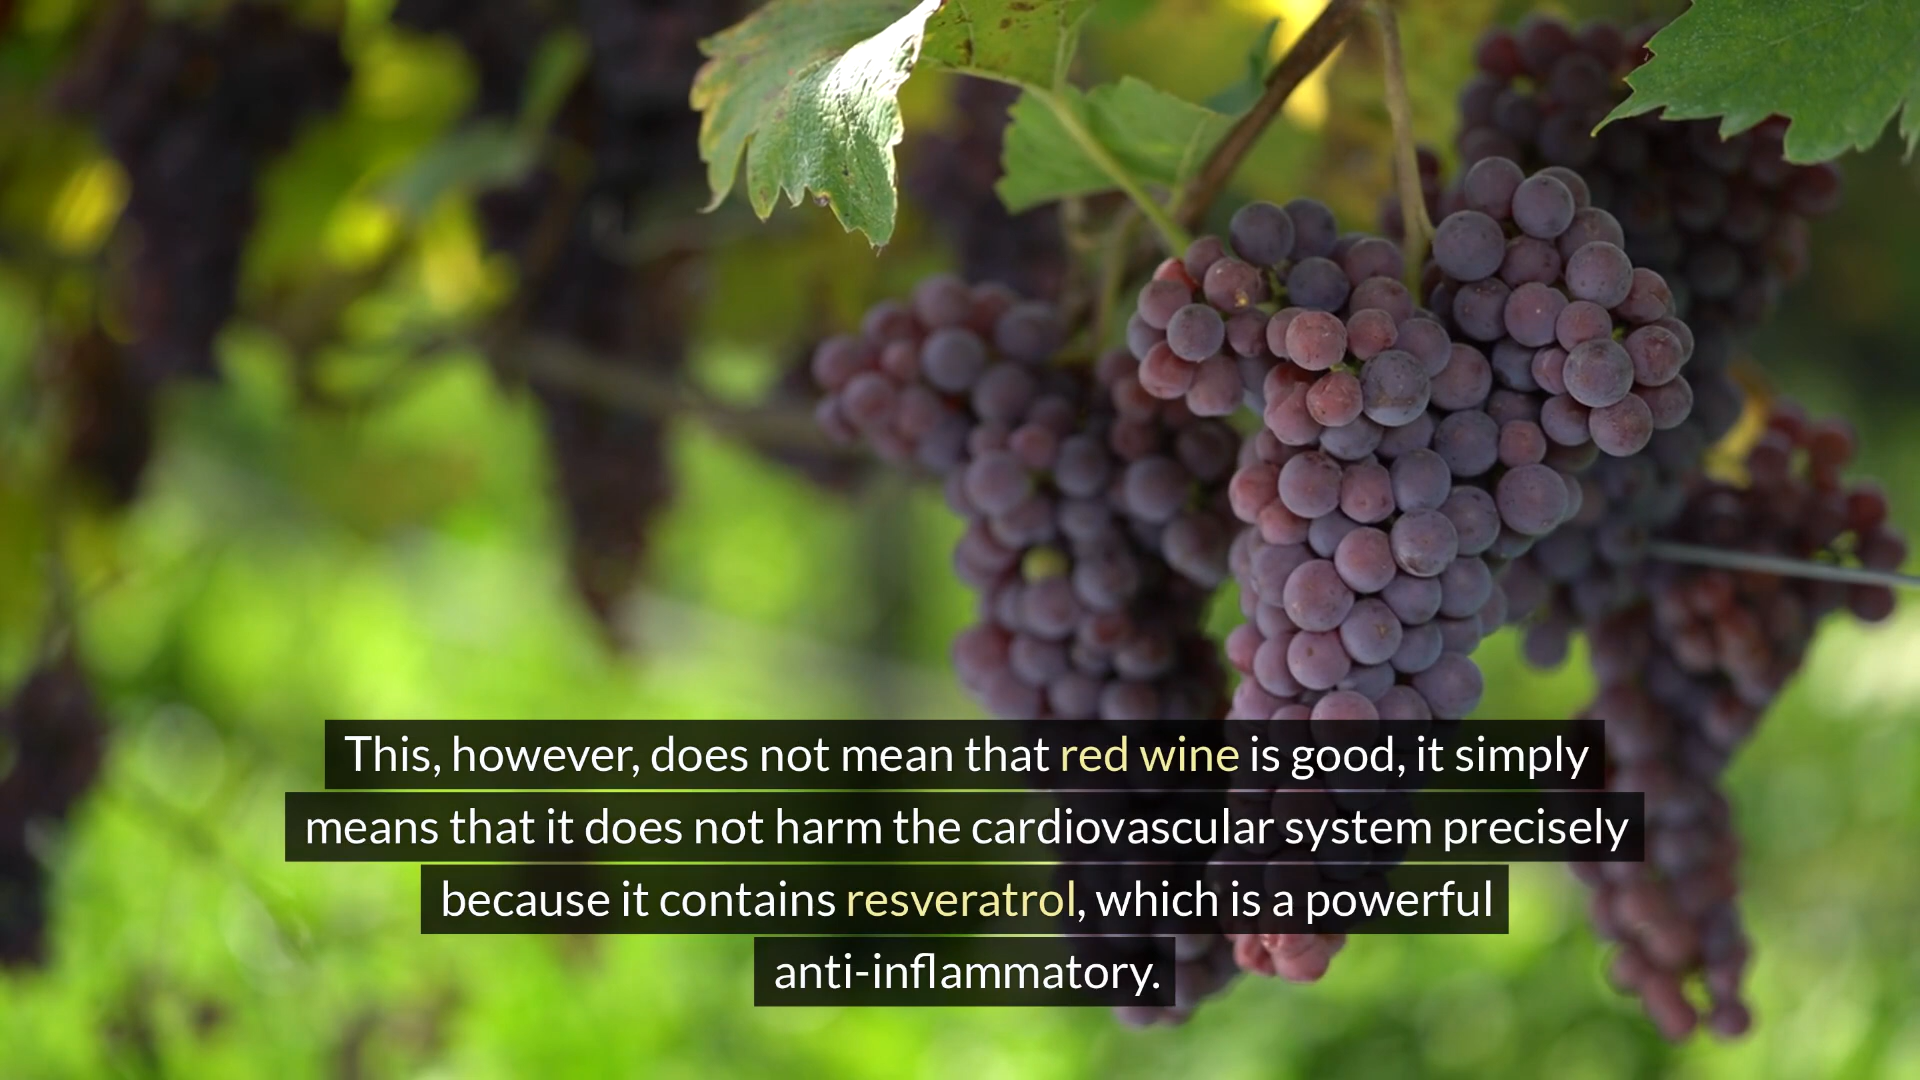 This, however, does not mean that red wine is good, it simply
means that it does not harm the cardiovascular system precisely
because it contains resveratrol, which is a powerful
anti-inflammatory.